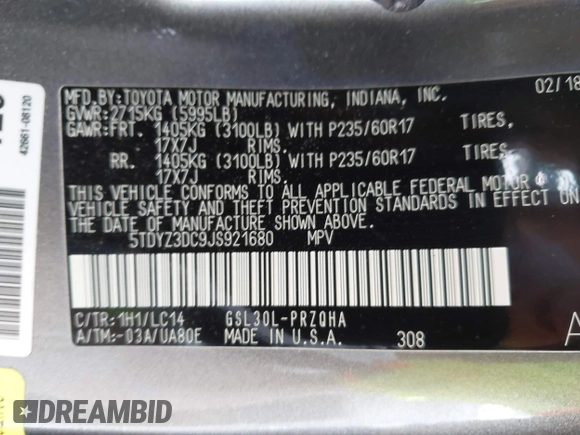 MFD.BY:TOYOTA MOTOR MANUFACTURING, INDIANA, INC. 02/18
GVWR:2715KG (5995LB)
GAWR:FRT. 1405KG (3100LB) WITH P235/60R17 TIRES,
17X7J RIMS.
RR. 1405KG (3100LB) WITH P235/60R17 TIRES,
17X7J RIMS.
THIS VEHICLE CONFORMS TO ALL APPLICABLE FEDERAL MOTOR
VEHICLE SAFETY AND THEFT PREVENTION STANDARDS IN EFFECT ON
THE DATE OF MANUFACTURE SHOWN ABOVE.
5TDYZ3DC9JS921680 MPV
C/TR:1H1/LC14 GSL30L-PRZQHA
A/TM:-03A/UA80E MADE IN U.S.A. 308
42661-08120
DREAMBID